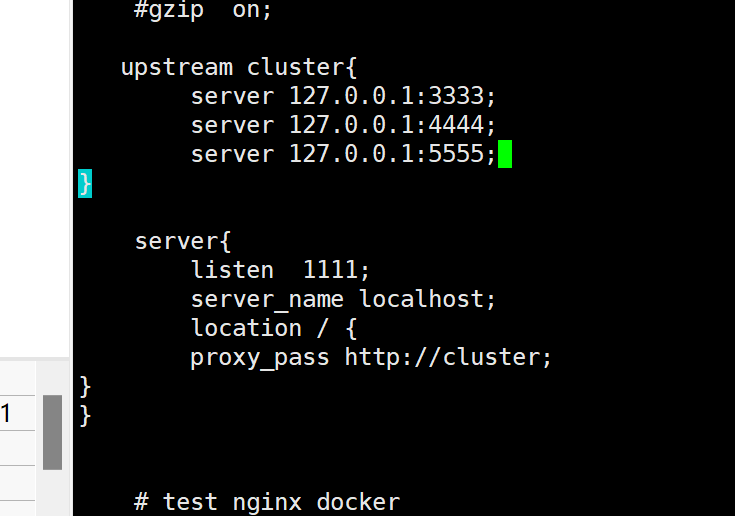 #gzip  on;
upstream cluster{
server 127.0.0.1:3333;
server 127.0.0.1:4444;
server 127.0.0.1:5555;
}
server{
listen  1111;
server_name localhost;
location / {
proxy_pass http://cluster;
}
1
}
# test nginx docker